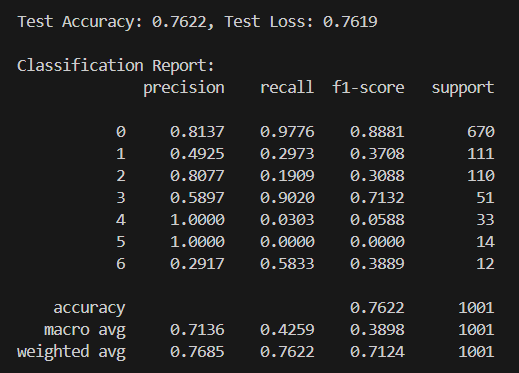 Test Accuracy: 0.7622, Test Loss: 0.7619
Classification Report:
precision recall f1-score support
0 0.8137 0.9776 0.8881 670
1 0.4925 0.2973 0.3708 111
2 0.8077 0.1909 0.3088 110
3 0.5897 0.9020 0.7132 51
4 1.0000 0.0303 0.0588 33
5 1.0000 0.0000 0.0000 14
6 0.2917 0.5833 0.3889 12
accuracy 0.7622 1001
macro avg 0.7136 0.4259 0.3898 1001
weighted avg 0.7685 0.7622 0.7124 1001